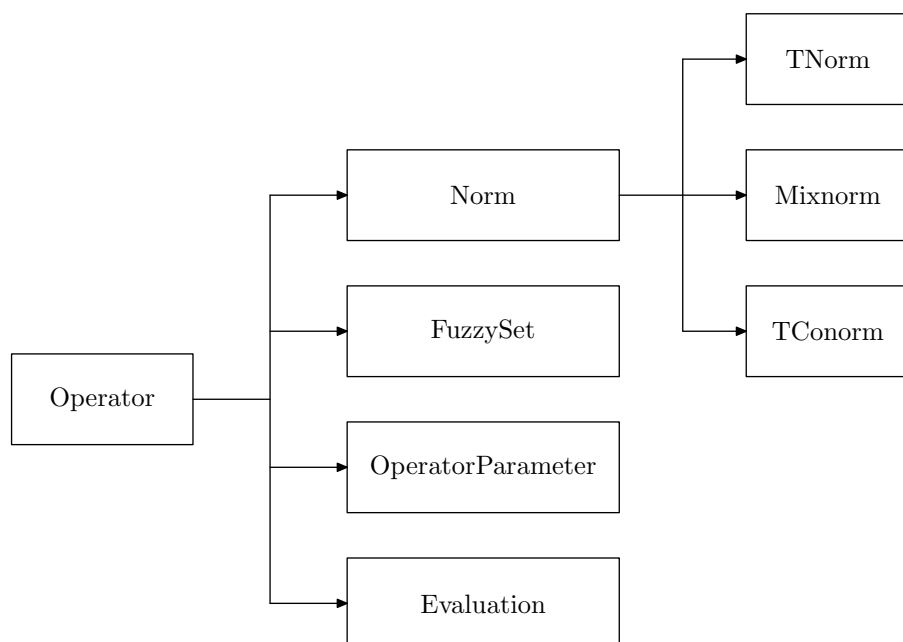 TNorm
Norm
Mixnorm
FuzzySet
TConorm
Operator
OperatorParameter
Evaluation